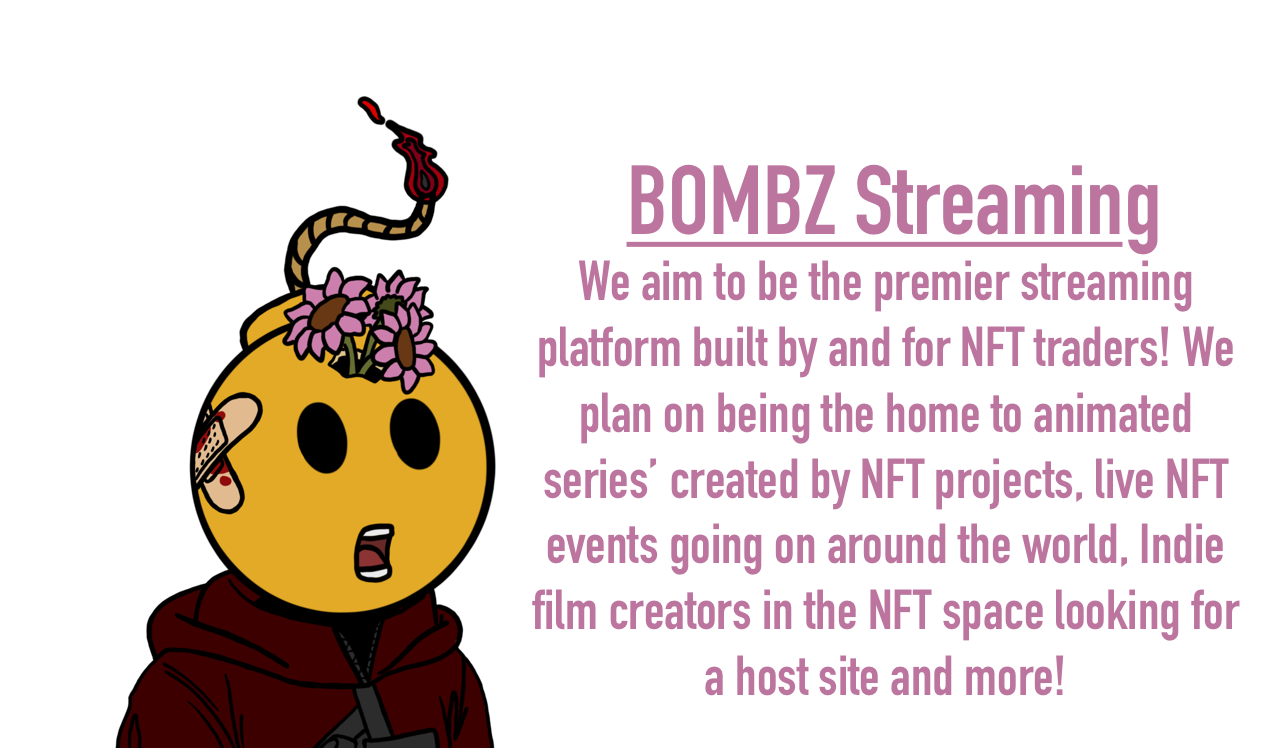 BOMBZ Streaming
We aim to be the premier streaming
platform built by and for NFT traders! We
plan on being the home to animated
series’ created by NFT projects, live NFT
events going on around the world, Indie
film creators in the NFT space looking for
a host site and more!